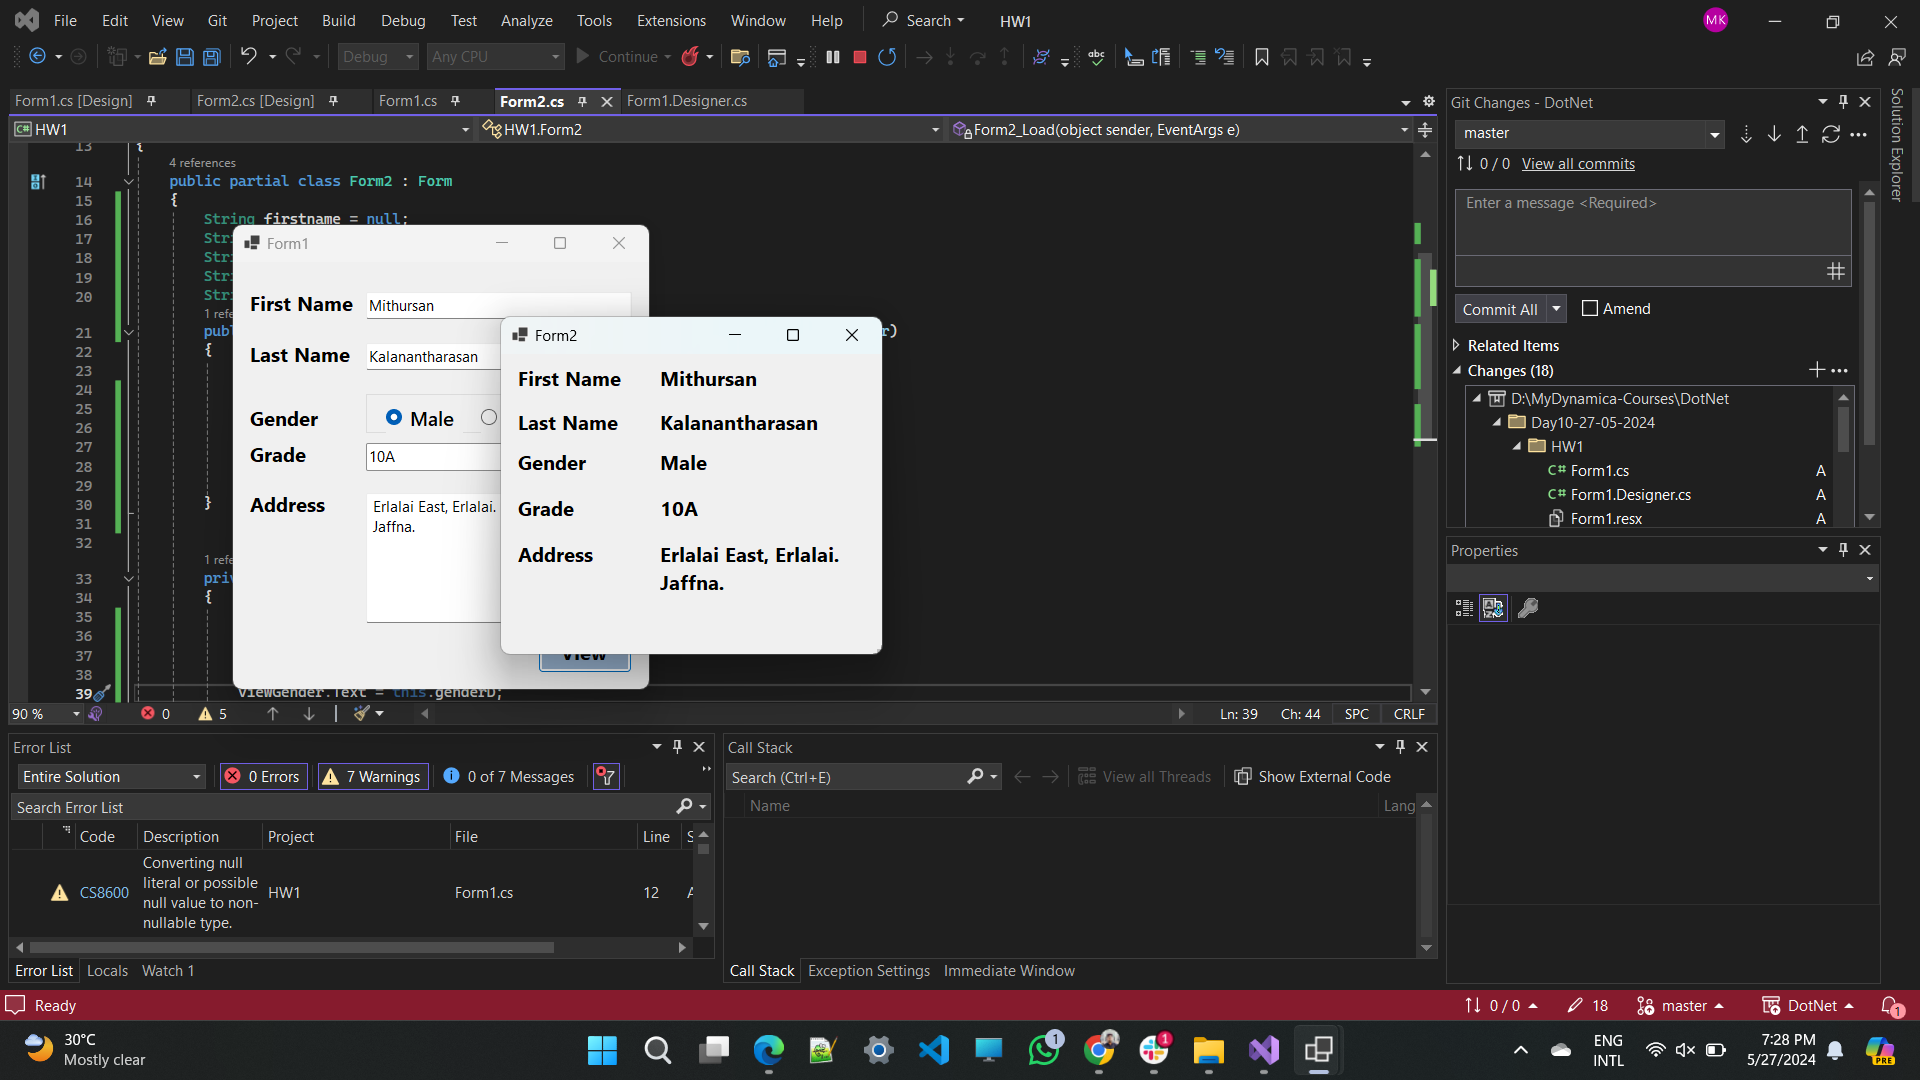 File Edit View Git Project Build Debug Test Analyze Tools Extensions Window Help Search HW1 MK
Debug Any CPU Continue
Form1.cs [Design] Form2.cs [Design] Form1.cs Form2.cs Form1.Designer.cs
HW1 HW1.Form2 Form2_Load(object sender, EventArgs e)
13 {
4 references
14 public partial class Form2 : Form
15 {
16 String firstname = null;
17 Stri
18 Stri
19 Stri
20 Stri
1 refe
21 publ r)
22 {
23
24
25
26
27
28
29
30 }
31
32
1 refe
33 priv
34 {
35
36
37
38
39 viewGender.Text = this.genderD;
Form1
First Name Mithursan
Last Name Kalanantharasan
Gender Male
Grade 10A
Address Erlalai East, Erlalai.
Jaffna.
View
Form2
First Name Mithursan
Last Name Kalanantharasan
Gender Male
Grade 10A
Address Erlalai East, Erlalai.
Jaffna.
90 % 0 5 Ln: 39 Ch: 44 SPC CRLF
Error List
Entire Solution 0 Errors 7 Warnings 0 of 7 Messages
Search Error List
Code Description Project File Line S
CS8600 Converting null literal or possible null value to non-nullable type. HW1 Form1.cs 12 A
Error List Locals Watch 1
Call Stack
Search (Ctrl+E) View all Threads Show External Code
Name Lang
Call Stack Exception Settings Immediate Window
Git Changes - DotNet
master
0 / 0 View all commits
Enter a message <Required>
Commit All Amend
Related Items
Changes (18)
D:\MyDynamica-Courses\DotNet
Day10-27-05-2024
HW1
C# Form1.cs A
C# Form1.Designer.cs A
Form1.resx A
Properties
Solution Explorer
Ready 0 / 0 18 master DotNet 1
30°C
Mostly clear
1 1
ENG
INTL
7:28 PM
5/27/2024
PRE